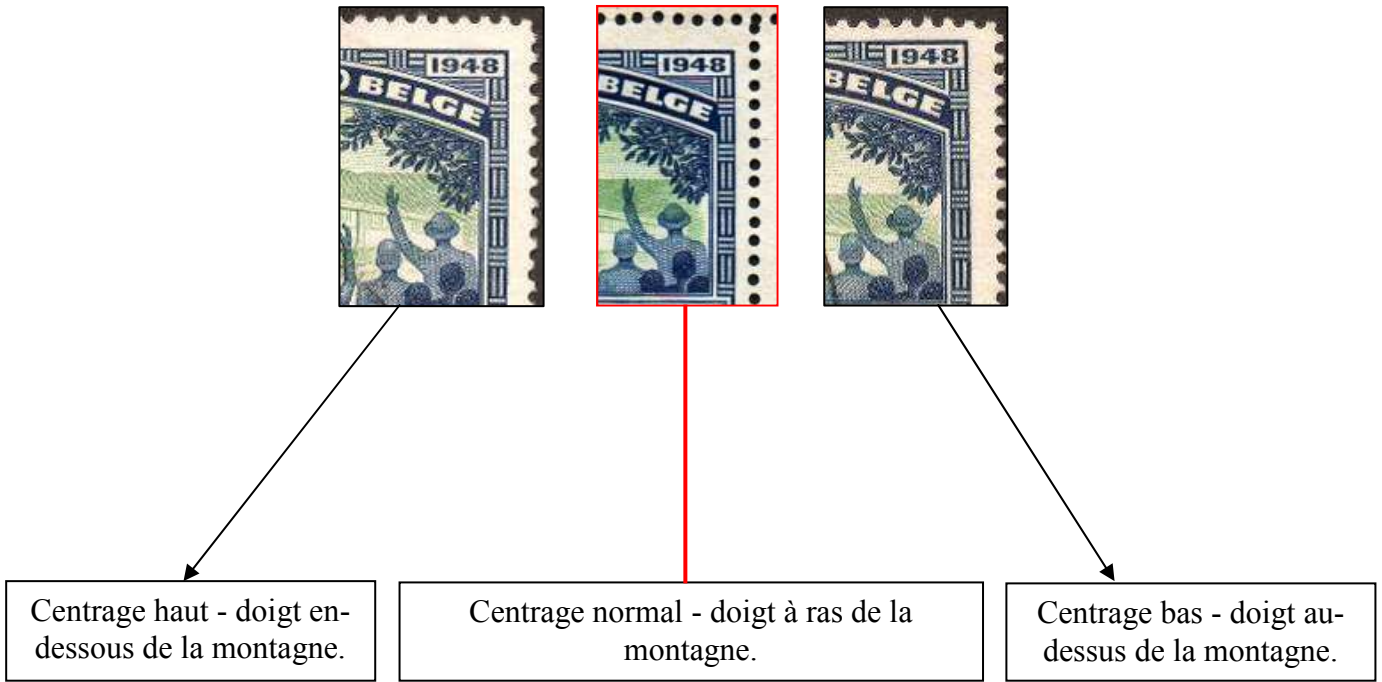 1948
) BELGE
1948
BELGE
1948
BELGE
Centrage haut - doigt en-
dessous de la montagne.
Centrage normal - doigt à ras de la
montagne.
Centrage bas - doigt au-
dessus de la montagne.